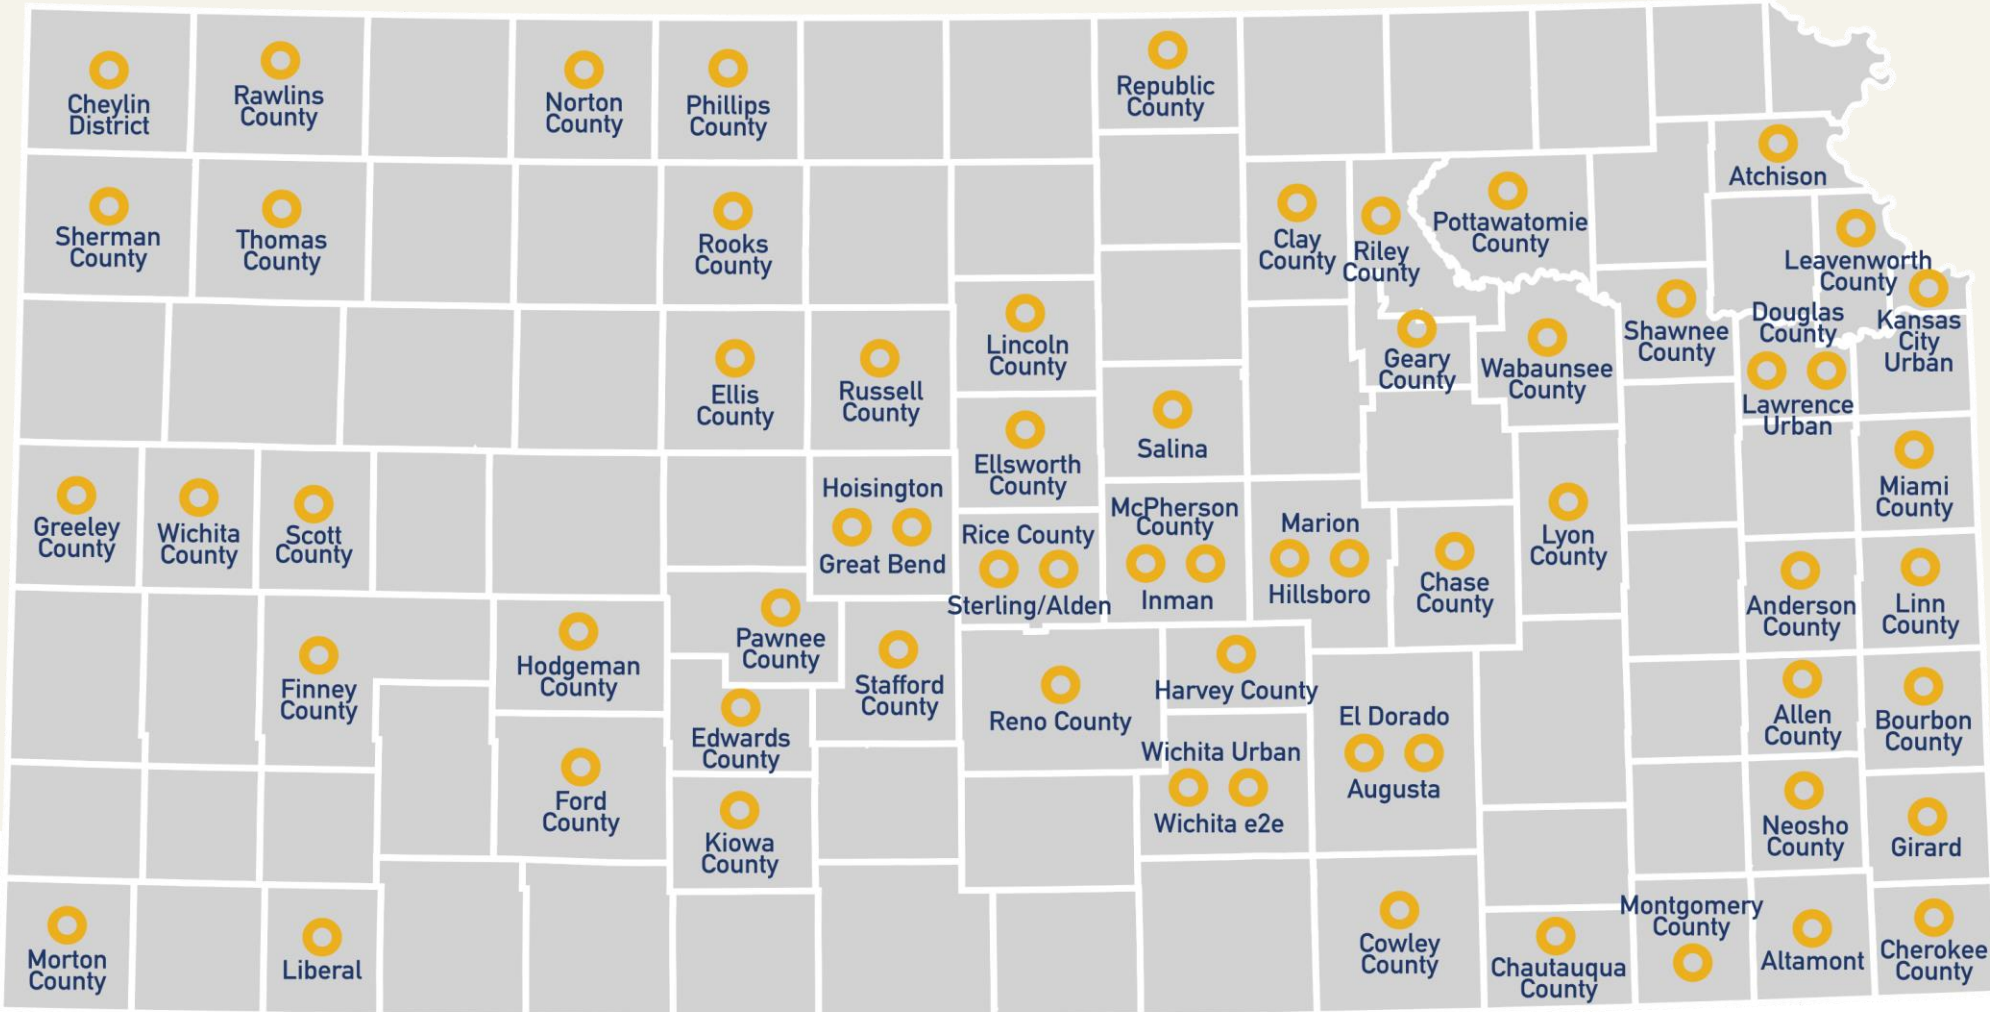 Cheylin
District
Rawlins
County
Norton
County
Phillips
County
Republic
County
Atchison
Sherman
County
Thomas
County
Rooks
County
Clay
County
Riley
County
Pottawatomie
County
Leavenworth
County
Lincoln
County
Geary
County
Wabaunsee
County
Shawnee
County
Douglas
County
Lawrence
Urban
Kansas
City
Urban
Ellis
County
Russell
County
Ellsworth
County
Salina
Miami
County
Greeley
County
Wichita
County
Scott
County
Hoisington
Great Bend
Rice County
Sterling/Alden
McPherson
County
Inman
Marion
Hillsboro
Chase
County
Lyon
County
Anderson
County
Linn
County
Finney
County
Hodgeman
County
Pawnee
County
Stafford
County
Reno County
Harvey County
Edwards
County
El Dorado
Augusta
Allen
County
Bourbon
County
Ford
County
Kiowa
County
Wichita Urban
Wichita e2e
Neosho
County
Girard
Morton
County
Liberal
Cowley
County
Chautauqua
County
Montgomery
County
Altamont
Cherokee
County